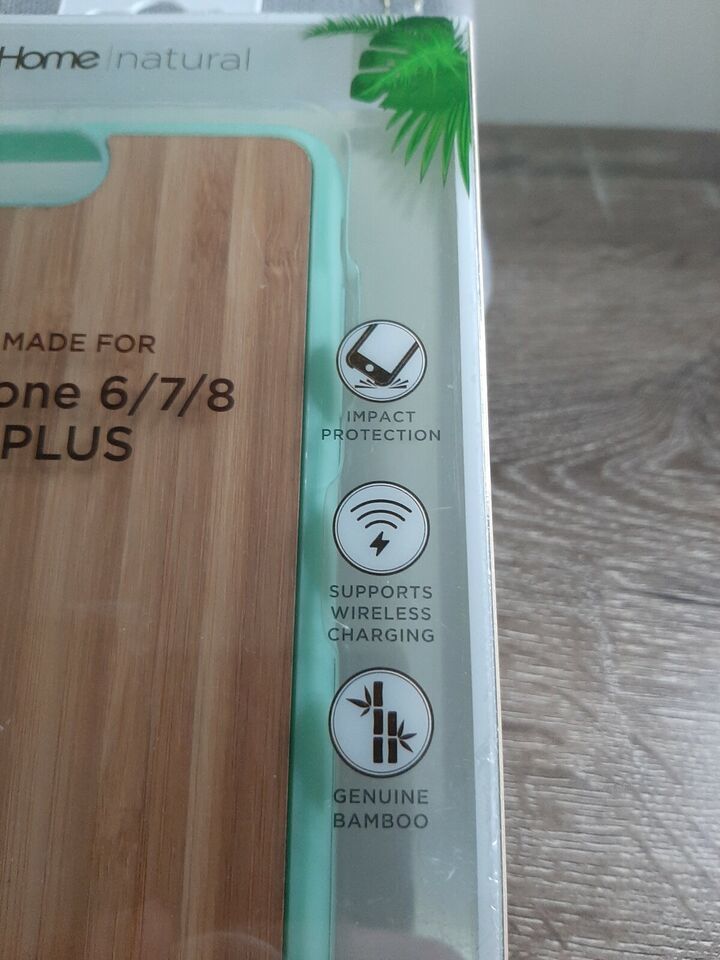 Home|natural
MADE FOR
one 6/7/8
PLUS
IMPACT
PROTECTION
SUPPORTS
WIRELESS
CHARGING
GENUINE
BAMBOO